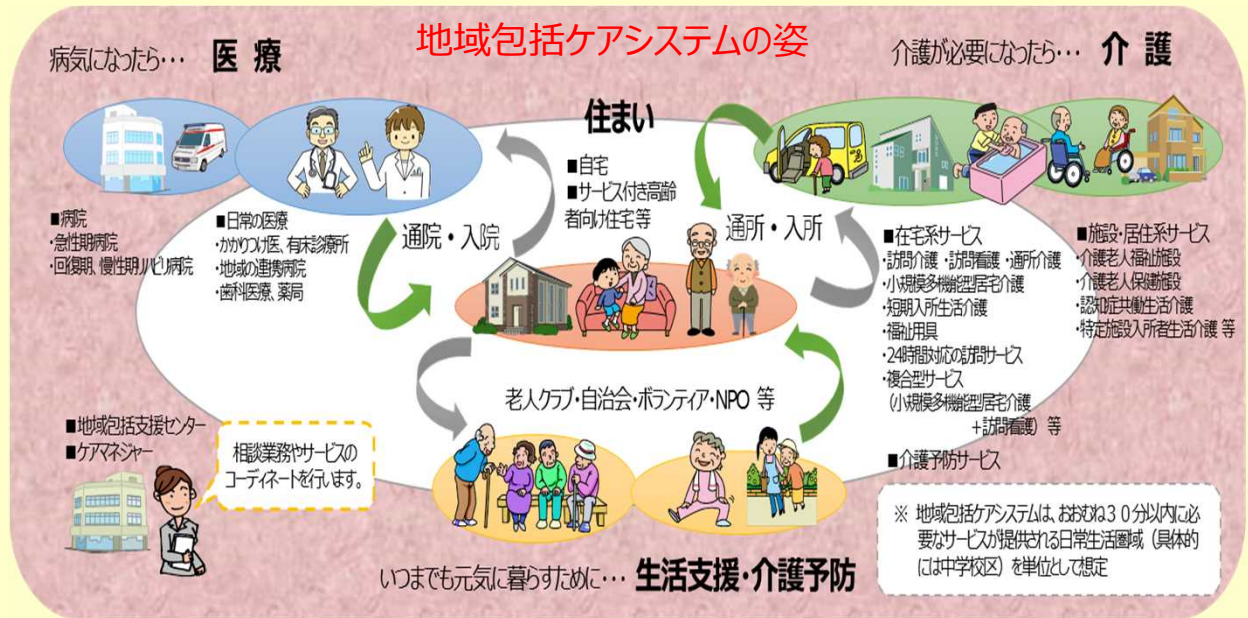 地域包括ケアシステムの姿
病気になったら･･･ 医 療
介護が必要になったら･･･ 介 護
住まい
■自宅
■サービス付き高齢
者向け住宅 等
■病院
・急性期病院
・回復期、慢性期リハビリ病院
■日常の医療
・かかりつけ医、有床診療所
・地域の連携病院
・歯科医療、薬局
通院・入院
通所・入所
■在宅系サービス
・訪問介護・訪問看護・通所介護
・小規模多機能型居宅介護
・短期入所生活介護
・福祉用具
・24時間対応の訪問サービス
・複合型サービス
（小規模多機能型居宅介護
＋訪問看護） 等
■介護予防サービス
■施設・居住系サービス
・介護老人福祉施設
・介護老人保健施設
・認知症共同生活介護
・特定施設入所者生活介護 等
老人クラブ・自治会・ボランティア・NPO 等
■地域包括支援センター
■ケアマネジャー
相談業務やサービスの
コーディネートを行います。
いつまでも元気に暮らすために･･･ 生活支援・介護予防
※ 地域包括ケアシステムは、おおむね３０分以内に必
要なサービスが提供される日常生活圏域（具体的
には中学校区）を単位として想定